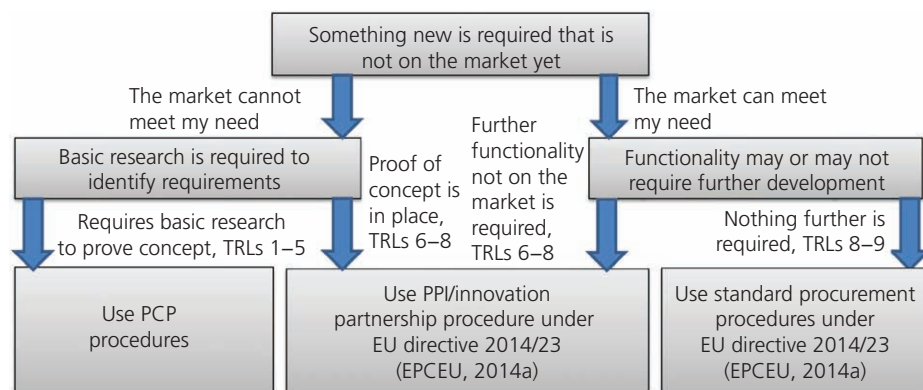 Something new is required that is
not on the market yet
The market cannot
meet my need
The market can meet
my need
Basic research is required to
identify requirements
Proof of
concept is
in place,
TRLs 6–8
Further
functionality
not on the
market is
required,
TRLs 6–8
Functionality may or may not
require further development
Requires basic research
to prove concept, TRLs 1–5
Nothing further is
required, TRLs 8–9
Use PCP
procedures
Use PPI/innovation
partnership procedure under
EU directive 2014/23
(EPCEU, 2014a)
Use standard procurement
procedures under
EU directive 2014/23
(EPCEU, 2014a)